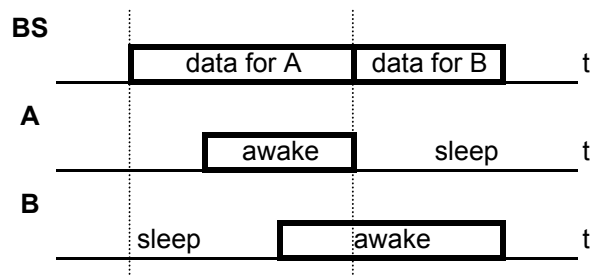 BS
data for A data for B t
A
awake sleep t
B
sleep awake t